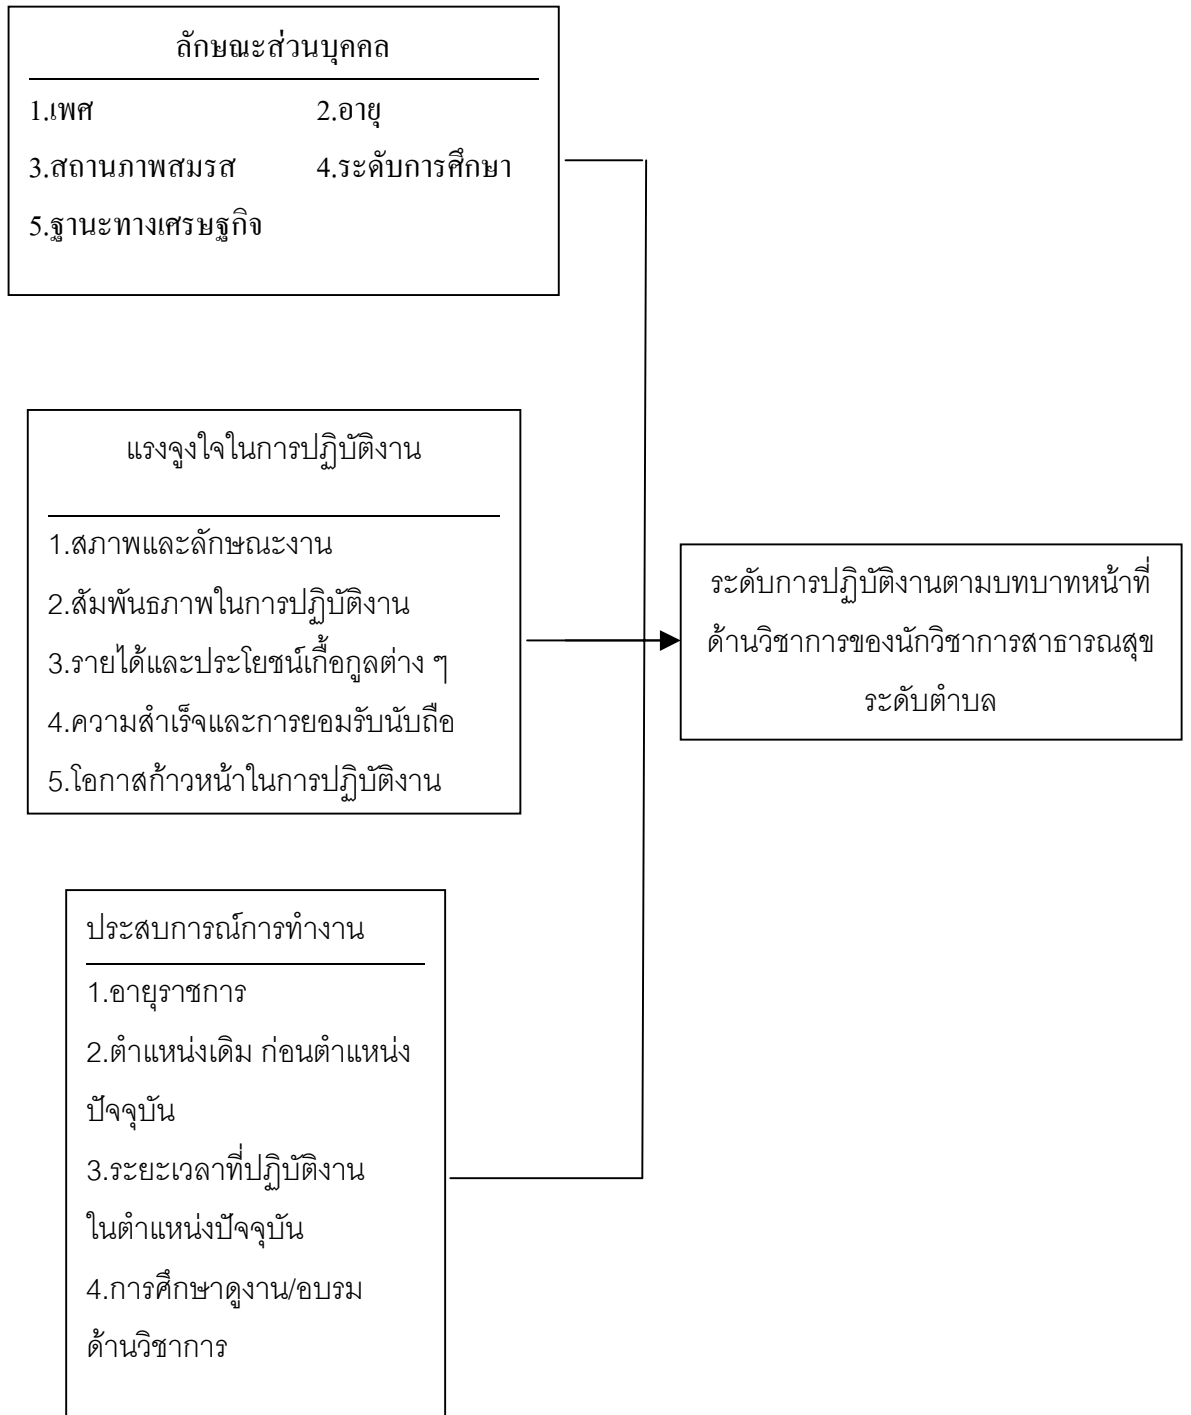 ลักษณะส่วนบุคคล
1.เพศ 2.อายุ
3.สถานภาพสมรส 4.ระดับการศึกษา
5.ฐานะทางเศรษฐกิจ
แรงจูงใจในการปฏิบัติงาน
1.สภาพและลักษณะงาน
2.สัมพันธภาพในการปฏิบัติงาน
3.รายได้และประโยชน์เกื้อกูลต่าง ๆ
4.ความสำเร็จและการยอมรับนับถือ
5.โอกาสก้าวหน้าในการปฏิบัติงาน
ระดับการปฏิบัติงานตามบทบาทหน้าที่
ด้านวิชาการของนักวิชาการสาธารณสุข
ระดับตำบล
ประสบการณ์การทำงาน
1.อายุราชการ
2.ตำแหน่งเดิม ก่อนตำแหน่ง
ปัจจุบัน
3.ระยะเวลาที่ปฏิบัติงาน
ในตำแหน่งปัจจุบัน
4.การศึกษาดูงาน/อบรม
ด้านวิชาการ